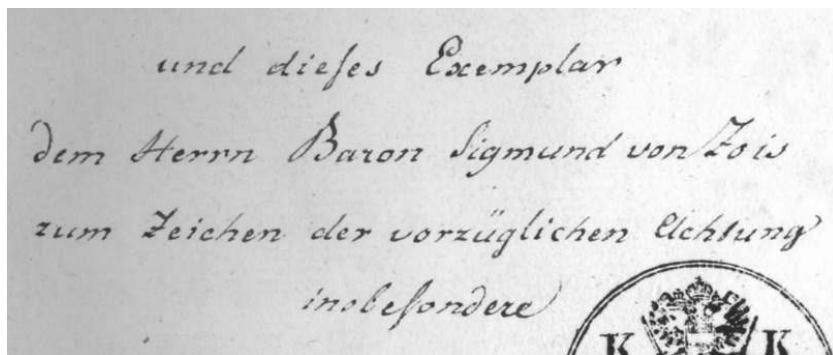 und dieſes Exemplar
dem Herrn Baron Sigmund von Zois
zum Zeichen der vorzüglichen Achtung
insbeſondere
K K